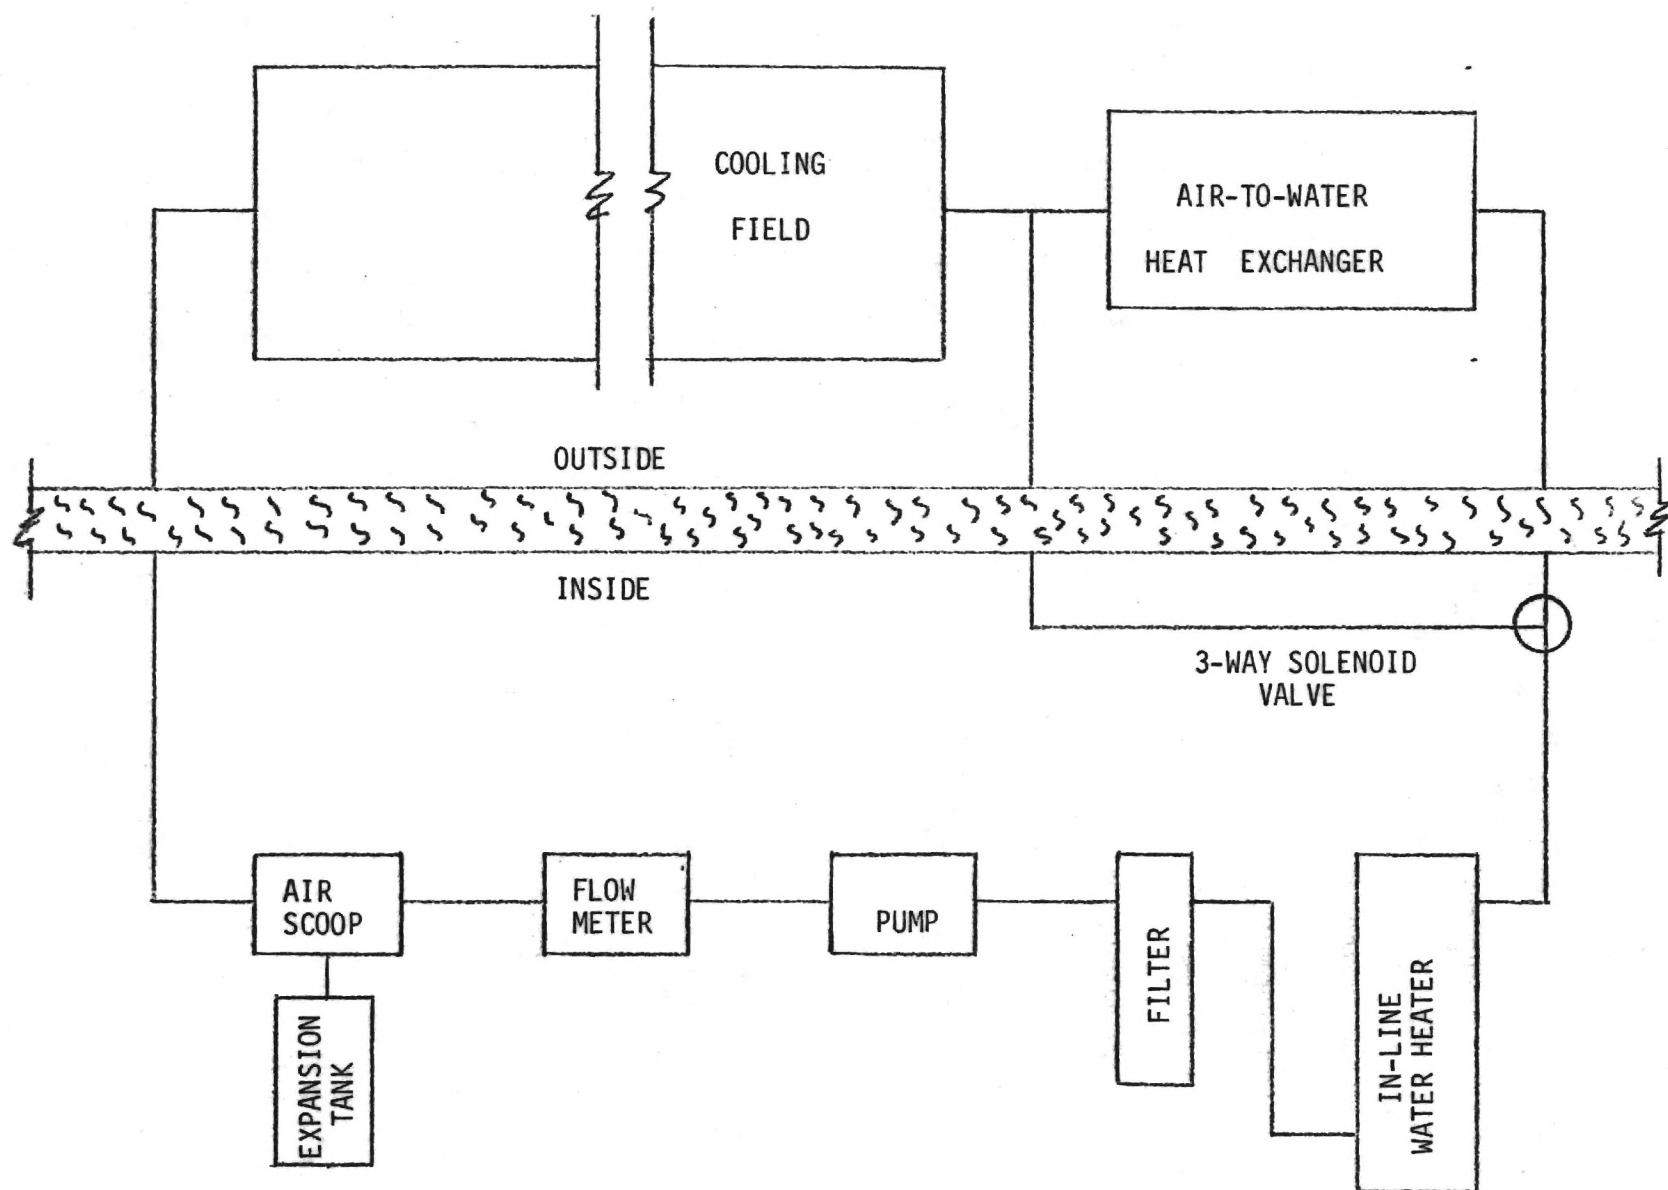 COOLING
FIELD
AIR-TO-WATER
HEAT EXCHANGER
OUTSIDE
INSIDE
3-WAY SOLENOID
VALVE
AIR
SCOOP
FLOW
METER
PUMP
FILTER
IN-LINE
WATER HEATER
EXPANSION
TANK